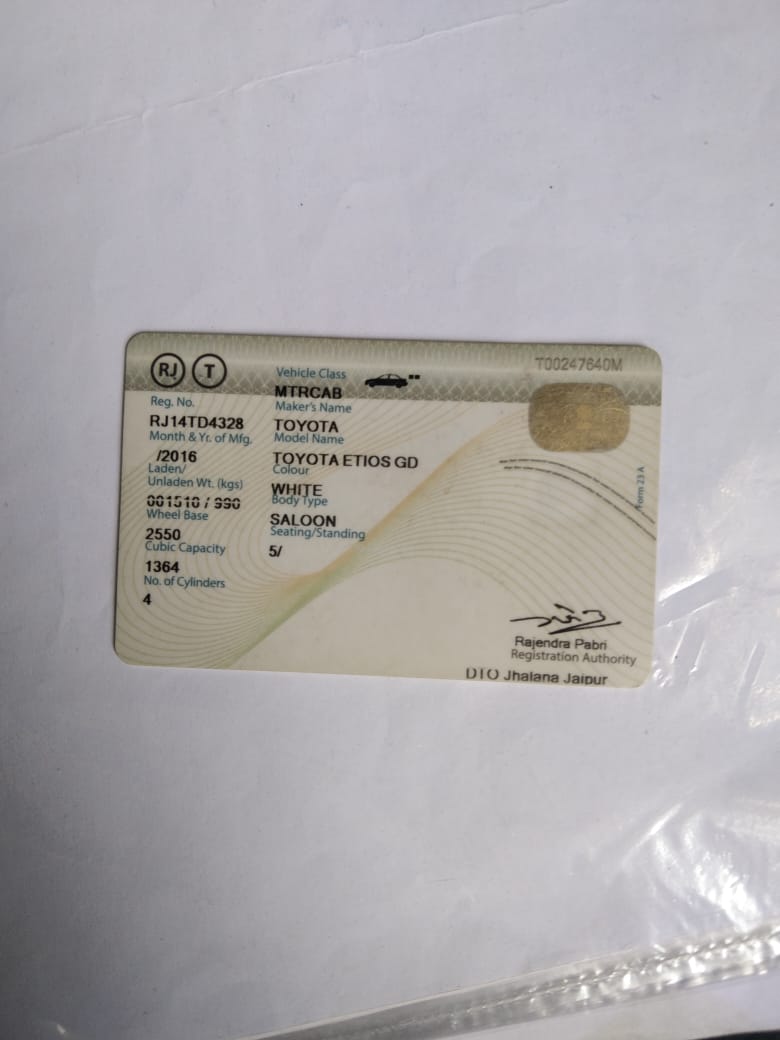 RJ T
T00247640M
Vehicle Class
MTRCAB
Reg. No.
RJ14TD4328
Maker's Name
TOYOTA
Month & Yr. of Mfg.
/2016
Model Name
TOYOTA ETIOS GD
Laden/
Unladen Wt. (kgs)
001510 / 990
Colour
WHITE
Wheel Base
2550
Body Type
SALOON
Cubic Capacity
1364
Seating/Standing
5/
No. of Cylinders
4
Form 23 A
Rajendra Pabri
Registration Authority
DTO Jhalana Jaipur